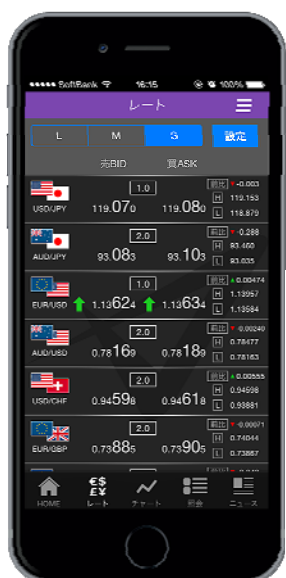 SoftBank 16:15 100%
レート
L M S 設定
売BID 買ASK
1.0 前比 -0.003
USD/JPY 119.070 119.080 H 119.153
L 118.879
2.0 前比 -0.288
AUD/JPY 93.083 93.103 H 93.460
L 93.035
1.0 前比 0.00474
EUR/USD 1.13624 1.13634 H 1.13957
L 1.13584
2.0 前比 -0.00240
AUD/USD 0.78169 0.78189 H 0.78477
L 0.78163
2.0 前比 0.00555
USD/CHF 0.94598 0.94618 H 0.94598
L 0.93881
2.0 前比 -0.00071
EUR/GBP 0.73885 0.73905 H 0.74044
L 0.73867
€$
£¥
HOME レート チャート 照会 ニュース